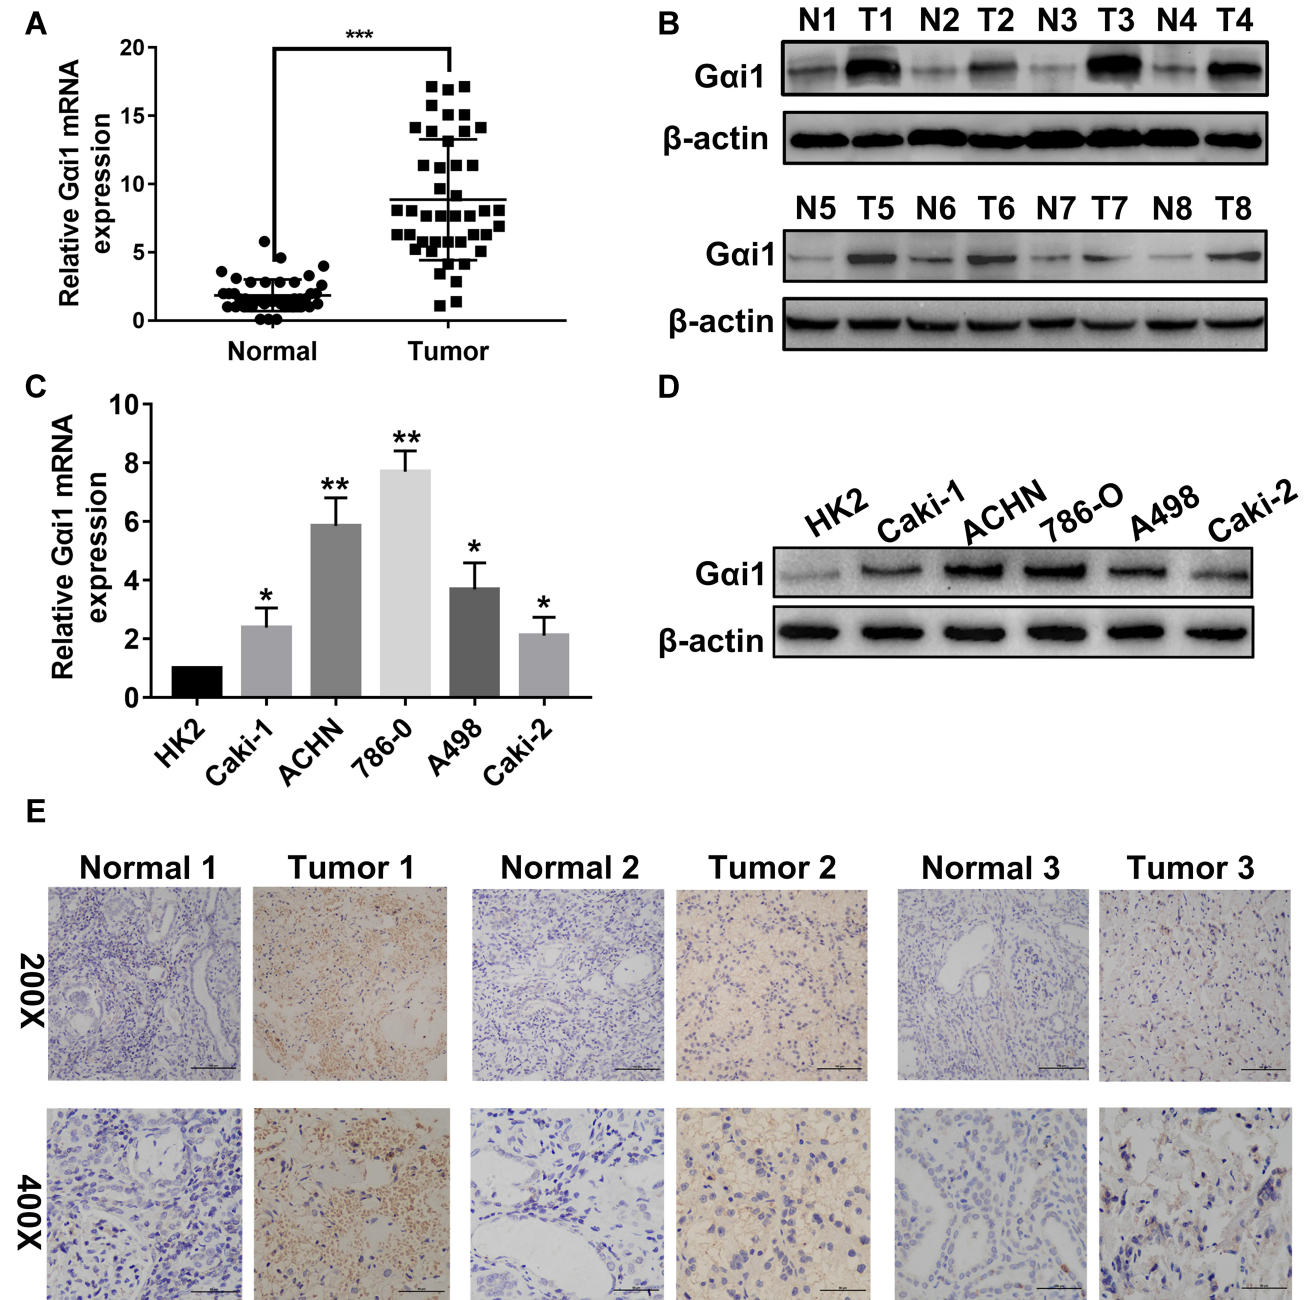 A
***
20
15
10
5
0
Relative Gαi1 mRNA
expression
Normal Tumor
B
N1 T1 N2 T2 N3 T3 N4 T4
Gαi1
β-actin
N5 T5 N6 T6 N7 T7 N8 T8
Gαi1
β-actin
C
10
8
6
4
2
0
Relative Gαi1 mRNA
expression
* ** ** * *
HK2 Caki-1 ACHN 786-0 A498 Caki-2
D
HK2 Caki-1 ACHN 786-O A498 Caki-2
Gαi1
β-actin
E
Normal 1 Tumor 1 Normal 2 Tumor 2 Normal 3 Tumor 3
200X
400X